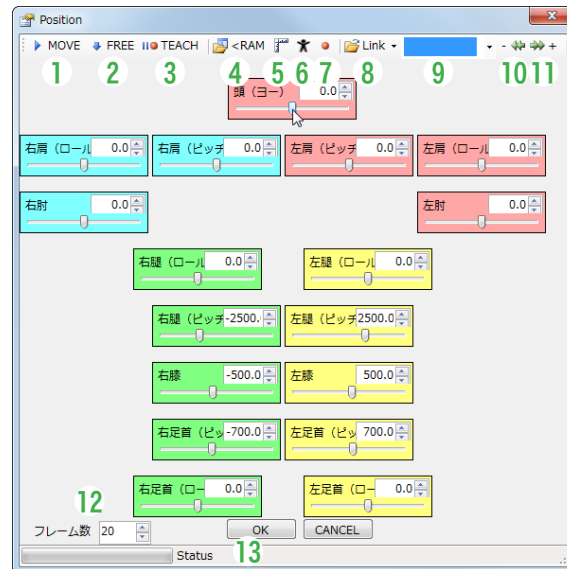 Position
MOVE FREE TEACH <RAM Link - +
1 2 3 4 5 6 7 8 9 10 11
頭（ヨー） 0.0
右肩（ロール 0.0 右肩（ピッチ 0.0 左肩（ピッチ 0.0 左肩（ロール 0.0
右肘 0.0 左肘 0.0
右腿（ロール 0.0 左腿（ロール 0.0
右腿（ピッチ -2500. 左腿（ピッチ 2500.0
右膝 -500.0 左膝 500.0
右足首（ピッ -700.0 左足首（ピッ 700.0
右足首（ロー 0.0 左足首（ロー 0.0
12
フレーム数 20 OK CANCEL
Status
13